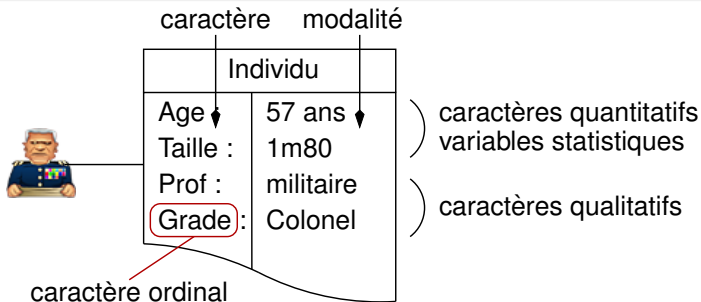 caractère modalité
Individu
Age : 57 ans
Taille : 1m80
Prof : militaire
Grade : Colonel
caractères quantitatifs
variables statistiques
caractères qualitatifs
caractère ordinal